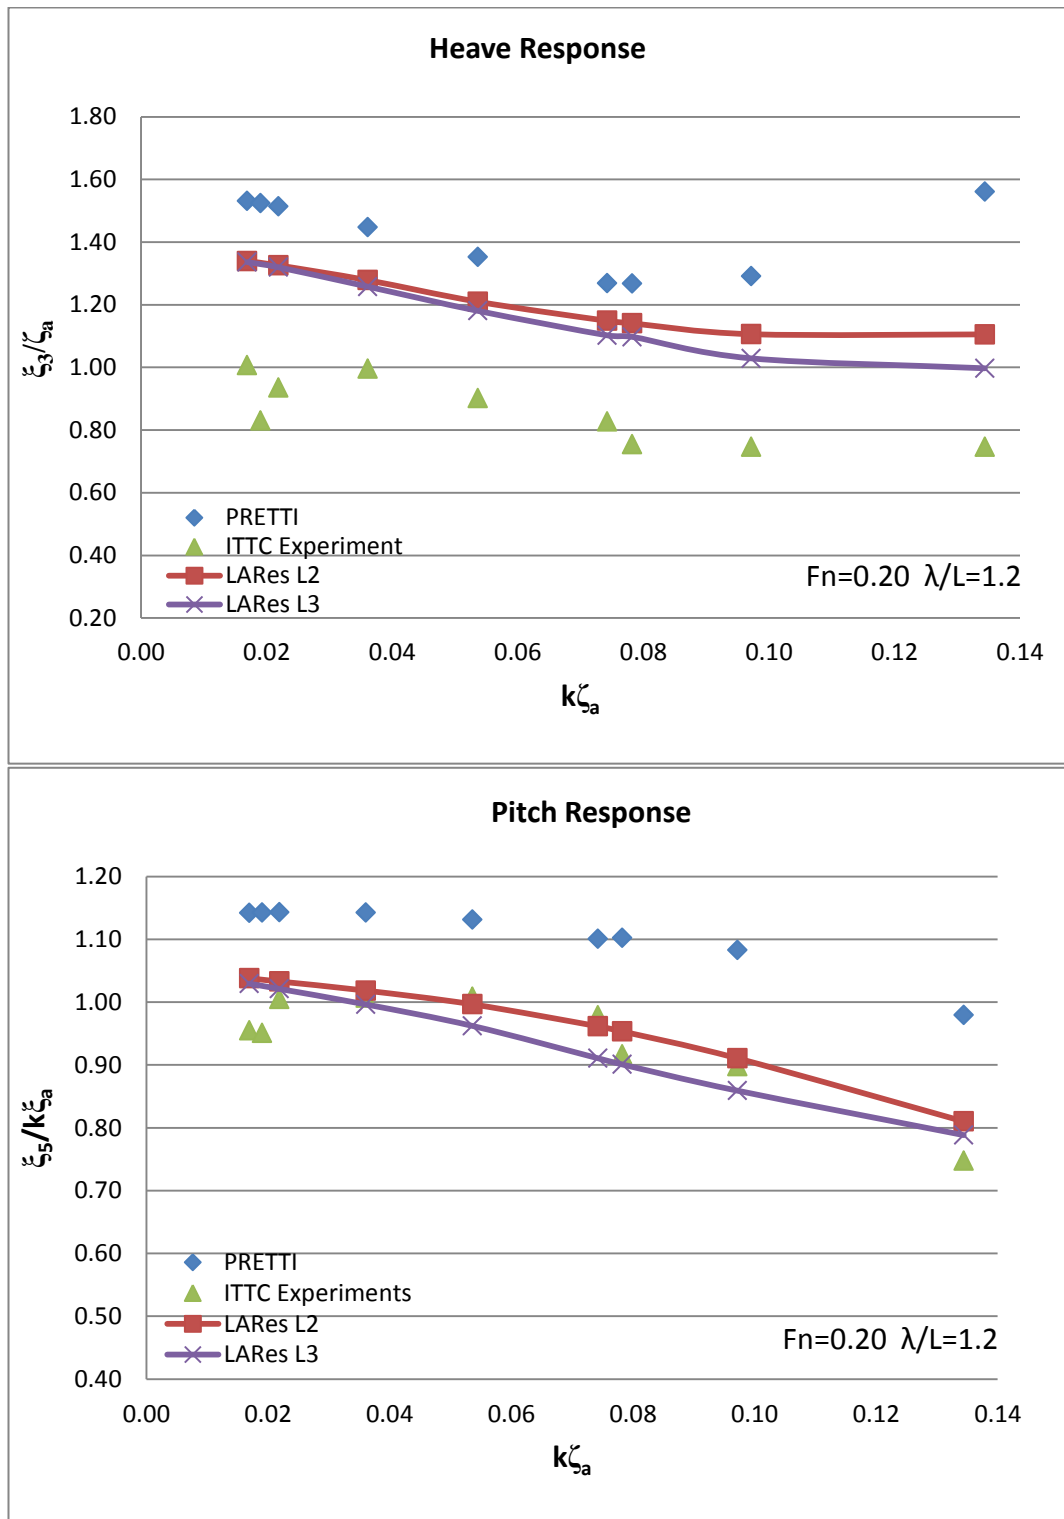 Heave Response
1.80
1.60
1.40
1.20
1.00
0.80
0.60
0.40
0.20
ξ₃/ζₐ
PRETTI
ITTC Experiment
LARes L2
LARes L3
Fn=0.20 λ/L=1.2
0.00 0.02 0.04 0.06 0.08 0.10 0.12 0.14
kζₐ
Pitch Response
1.20
1.10
1.00
0.90
0.80
0.70
0.60
0.50
0.40
ξ₅/kξₐ
PRETTI
ITTC Experiments
LARes L2
LARes L3
Fn=0.20 λ/L=1.2
0.00 0.02 0.04 0.06 0.08 0.10 0.12 0.14
kζₐ